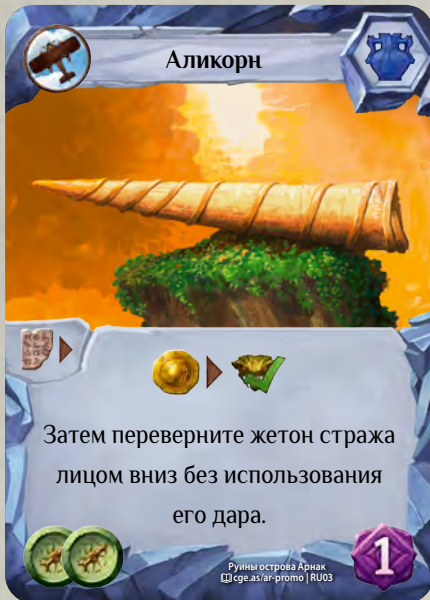 Аликорн
Затем переверните жетон стража
лицом вниз без использования
его дара.
Руины острова Арнак
cge.as/ar-promo | RU03
1